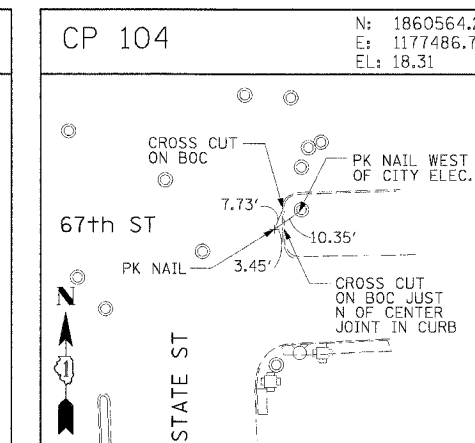 CP 104
N: 1860564.2
E: 1177486.7
EL: 18.31
CROSS CUT
ON BOC
PK NAIL WEST
OF CITY ELEC.
7.73'
67th ST
10.35'
PK NAIL
3.45'
CROSS CUT
ON BOC JUST
N OF CENTER
JOINT IN CURB
N
1
STATE ST